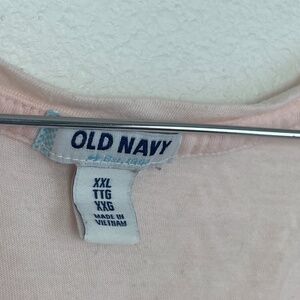 OLD NAVY
XXL
TTG
XXG
MADE IN
VIETNAM